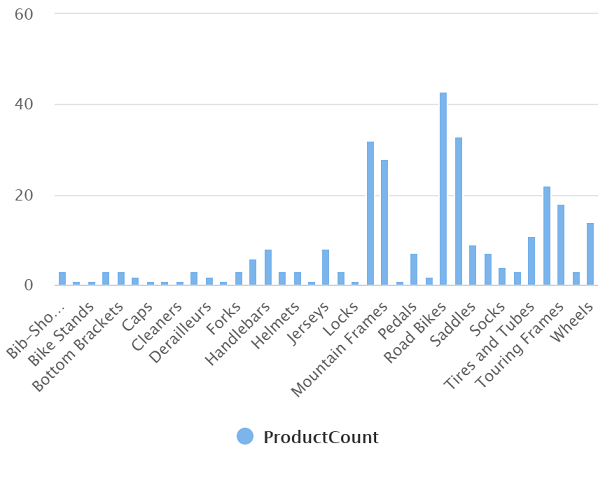 60
40
20
0
Bib-Sho...
Bike Stands
Bottom Brackets
Caps
Cleaners
Derailleurs
Forks
Handlebars
Helmets
Jerseys
Locks
Mountain Frames
Pedals
Road Bikes
Saddles
Socks
Tires and Tubes
Touring Frames
Wheels
ProductCount